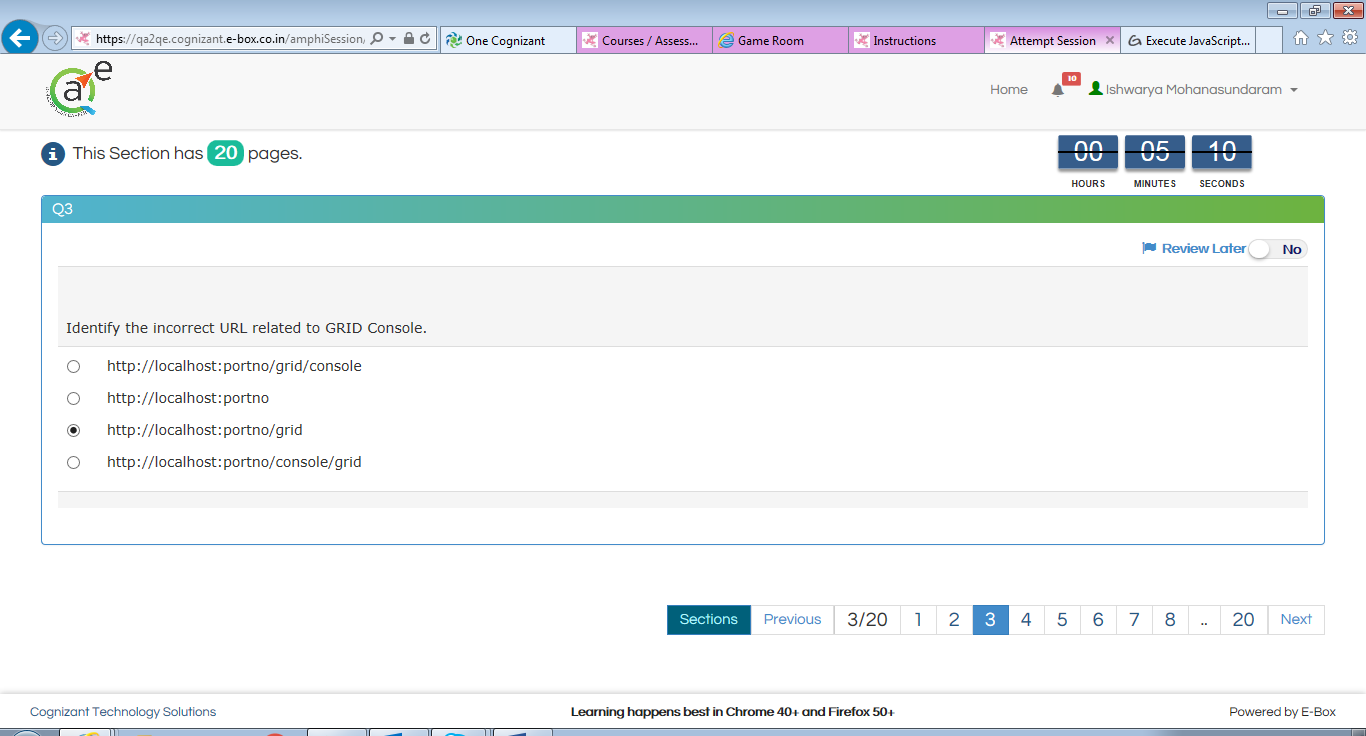 https://qa2qe.cognizant.e-box.co.in/amphiSession/
One Cognizant
Courses / Assess...
Game Room
Instructions
Attempt Session
Execute JavaScript...
a e
Home
10
Ishwarya Mohanasundaram
This Section has 20 pages.
00 05 10
HOURS MINUTES SECONDS
Q3
Review Later No
Identify the incorrect URL related to GRID Console.
http://localhost:portno/grid/console
http://localhost:portno
http://localhost:portno/grid
http://localhost:portno/console/grid
Sections Previous 3/20 1 2 3 4 5 6 7 8 .. 20 Next
Cognizant Technology Solutions Learning happens best in Chrome 40+ and Firefox 50+ Powered by E-Box